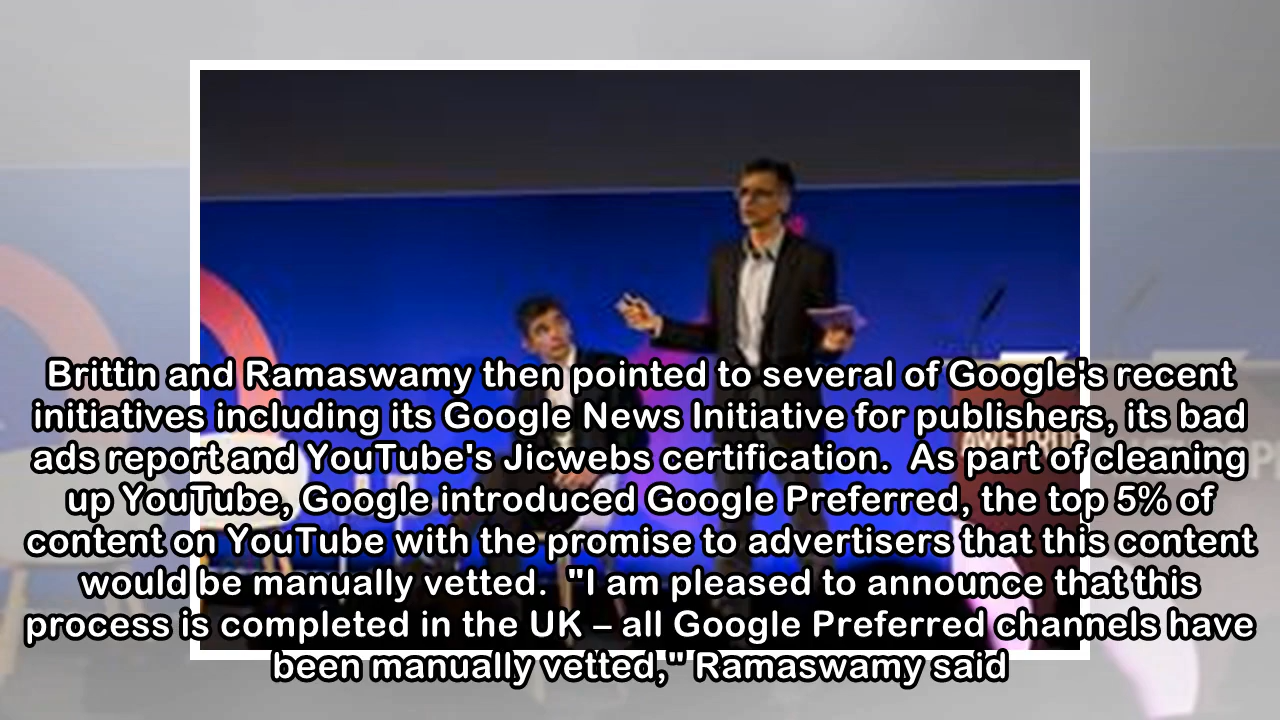 Brittin and Ramaswamy then pointed to several of Google's recent
initiatives including its Google News Initiative for publishers, its bad
ads report and YouTube's Jicwebs certification.  As part of cleaning
up YouTube, Google introduced Google Preferred, the top 5% of
content on YouTube with the promise to advertisers that this content
would be manually vetted.  "I am pleased to announce that this
process is completed in the UK – all Google Preferred channels have
been manually vetted," Ramaswamy said